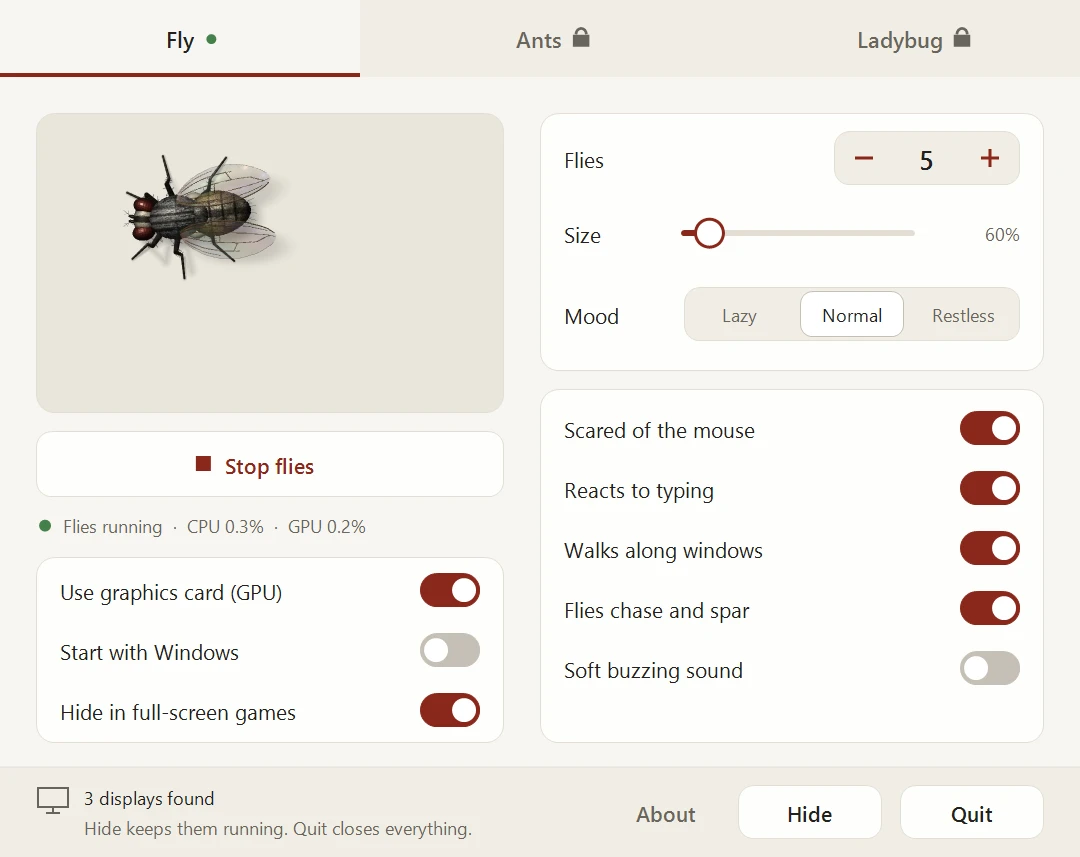 Fly
Ants
Ladybug
Stop flies
Flies running · CPU 0.3% · GPU 0.2%
Use graphics card (GPU)
Start with Windows
Hide in full-screen games
Flies
− 5 +
Size
60%
Mood
Lazy
Normal
Restless
Scared of the mouse
Reacts to typing
Walks along windows
Flies chase and spar
Soft buzzing sound
3 displays found
Hide keeps them running. Quit closes everything.
About
Hide
Quit